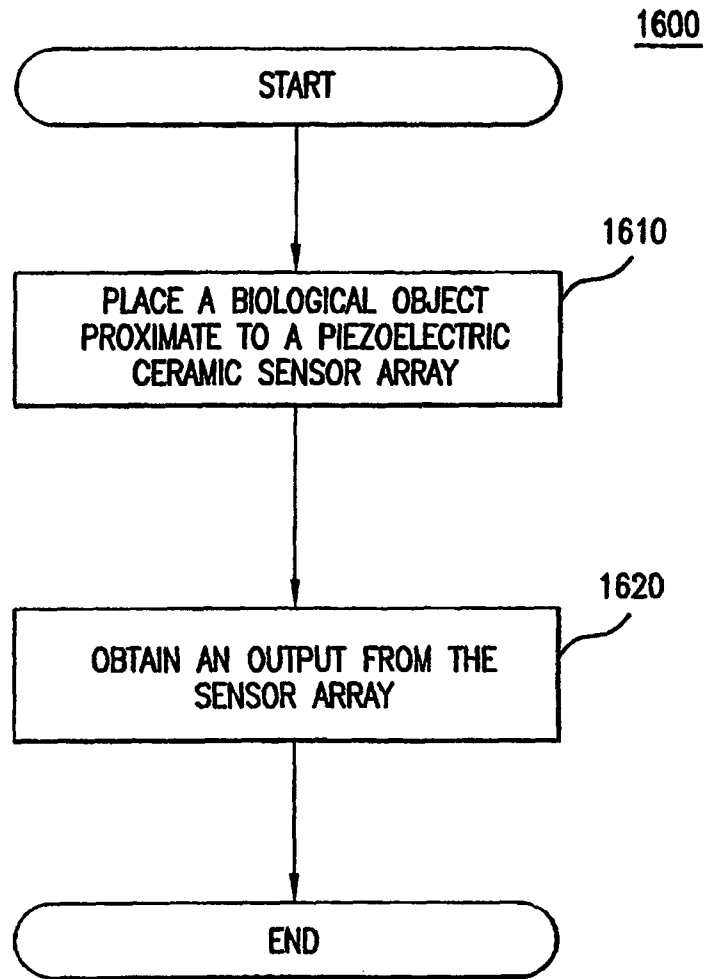 1600
START
1610
PLACE A BIOLOGICAL OBJECT
PROXIMATE TO A PIEZOELECTRIC
CERAMIC SENSOR ARRAY
1620
OBTAIN AN OUTPUT FROM THE
SENSOR ARRAY
END